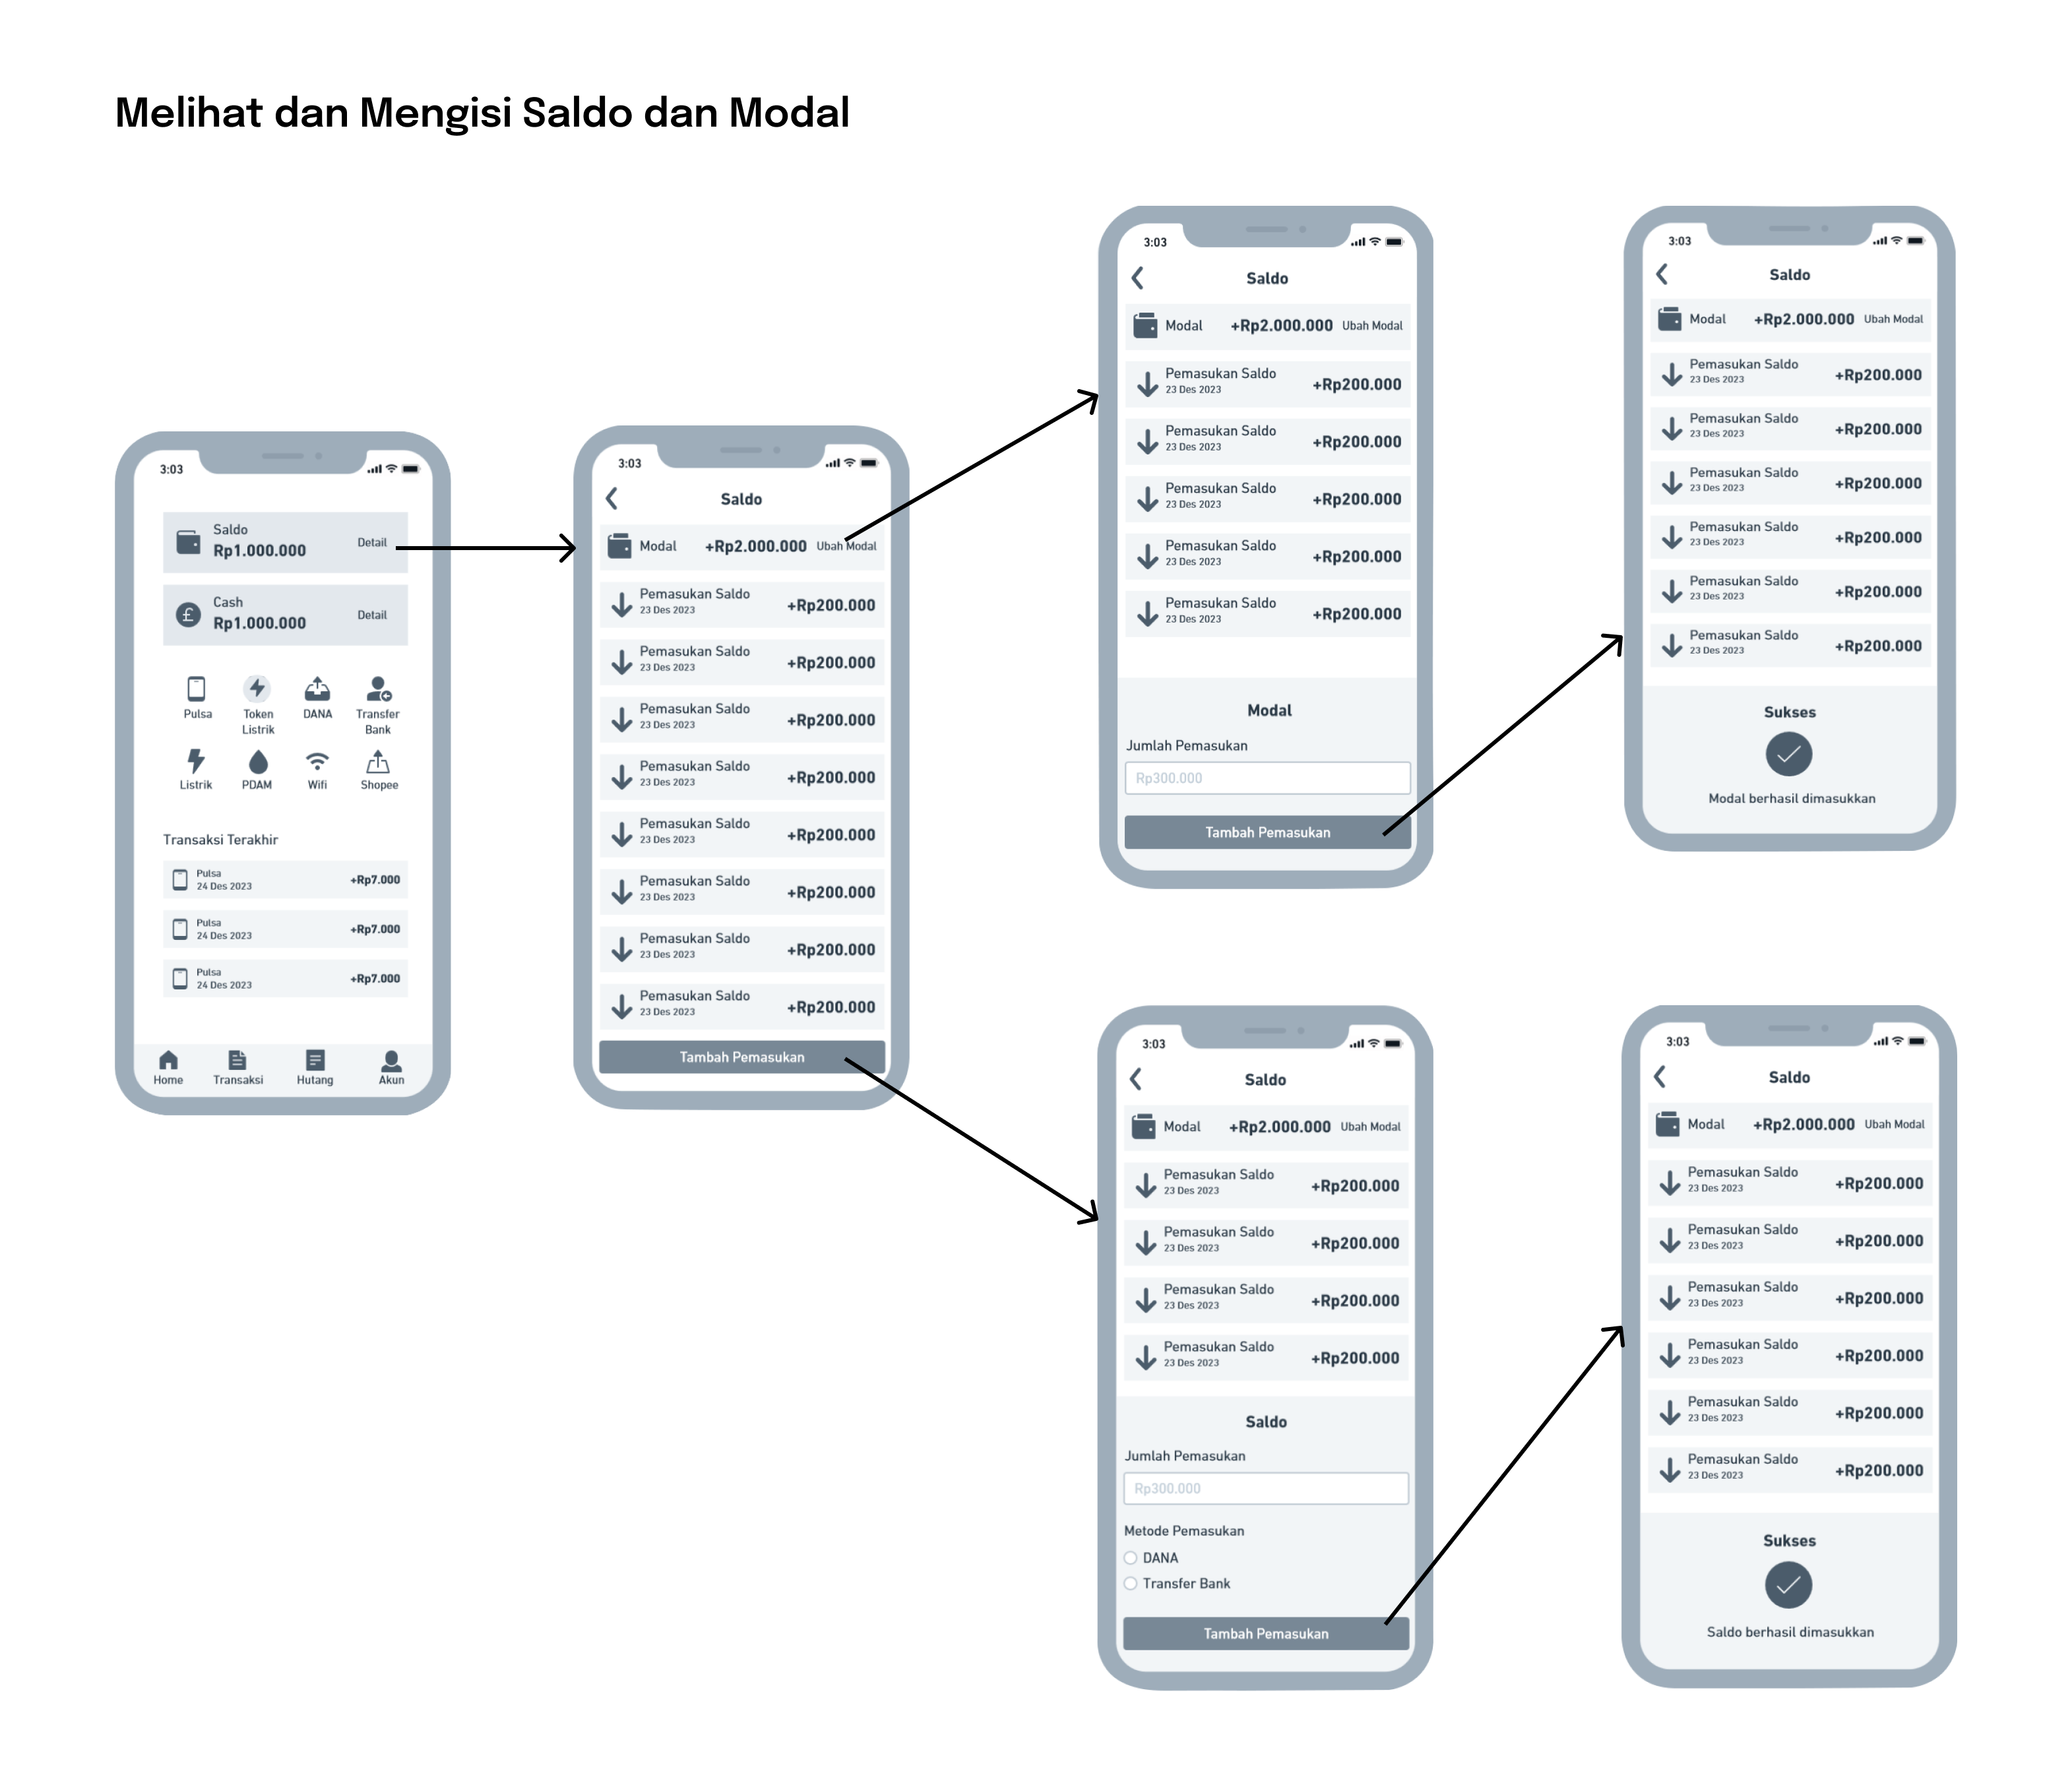 Melihat dan Mengisi Saldo dan Modal
3:03
Saldo
Rp1.000.000
Detail
Cash
Rp1.000.000
Detail
Pulsa
Token
Listrik
DANA
Transfer
Bank
Listrik
PDAM
Wifi
Shopee
Transaksi Terakhir
Pulsa
24 Des 2023
+Rp7.000
Pulsa
24 Des 2023
+Rp7.000
Pulsa
24 Des 2023
+Rp7.000
Home
Transaksi
Hutang
Akun
3:03
Saldo
Modal +Rp2.000.000 Ubah Modal
Pemasukan Saldo
23 Des 2023
+Rp200.000
Pemasukan Saldo
23 Des 2023
+Rp200.000
Pemasukan Saldo
23 Des 2023
+Rp200.000
Pemasukan Saldo
23 Des 2023
+Rp200.000
Pemasukan Saldo
23 Des 2023
+Rp200.000
Pemasukan Saldo
23 Des 2023
+Rp200.000
Pemasukan Saldo
23 Des 2023
+Rp200.000
Pemasukan Saldo
23 Des 2023
+Rp200.000
Tambah Pemasukan
3:03
Saldo
Modal +Rp2.000.000 Ubah Modal
Pemasukan Saldo
23 Des 2023
+Rp200.000
Pemasukan Saldo
23 Des 2023
+Rp200.000
Pemasukan Saldo
23 Des 2023
+Rp200.000
Pemasukan Saldo
23 Des 2023
+Rp200.000
Pemasukan Saldo
23 Des 2023
+Rp200.000
Modal
Jumlah Pemasukan
Rp300.000
Tambah Pemasukan
3:03
Saldo
Modal +Rp2.000.000 Ubah Modal
Pemasukan Saldo
23 Des 2023
+Rp200.000
Pemasukan Saldo
23 Des 2023
+Rp200.000
Pemasukan Saldo
23 Des 2023
+Rp200.000
Pemasukan Saldo
23 Des 2023
+Rp200.000
Pemasukan Saldo
23 Des 2023
+Rp200.000
Pemasukan Saldo
23 Des 2023
+Rp200.000
Sukses
Modal berhasil dimasukkan
3:03
Saldo
Modal +Rp2.000.000 Ubah Modal
Pemasukan Saldo
23 Des 2023
+Rp200.000
Pemasukan Saldo
23 Des 2023
+Rp200.000
Pemasukan Saldo
23 Des 2023
+Rp200.000
Pemasukan Saldo
23 Des 2023
+Rp200.000
Saldo
Jumlah Pemasukan
Rp300.000
Metode Pemasukan
DANA
Transfer Bank
Tambah Pemasukan
3:03
Saldo
Modal +Rp2.000.000 Ubah Modal
Pemasukan Saldo
23 Des 2023
+Rp200.000
Pemasukan Saldo
23 Des 2023
+Rp200.000
Pemasukan Saldo
23 Des 2023
+Rp200.000
Pemasukan Saldo
23 Des 2023
+Rp200.000
Pemasukan Saldo
23 Des 2023
+Rp200.000
Pemasukan Saldo
23 Des 2023
+Rp200.000
Sukses
Saldo berhasil dimasukkan